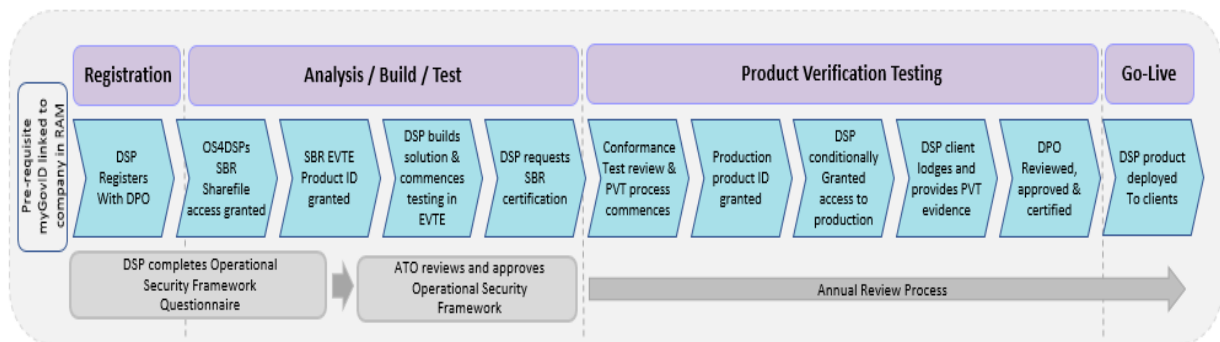 Pre-requisite
myGovID linked to
company in RAM
Registration
Analysis / Build / Test
Product Verification Testing
Go-Live
DSP
Registers
With DPO
OS4DSPs
SBR
Sharefile
access granted
SBR EVTE
Product ID
granted
DSP builds
solution &
commences
testing in
EVTE
DSP requests
SBR
certification
Conformance
Test review &
PVT process
commences
Production
product ID
granted
DSP
conditionally
Granted
access to
production
DSP client
lodges and
provides PVT
evidence
DPO
Reviewed,
approved &
certified
DSP product
deployed
To clients
DSP completes Operational
Security Framework
Questionnaire
ATO reviews and approves
Operational Security
Framework
Annual Review Process